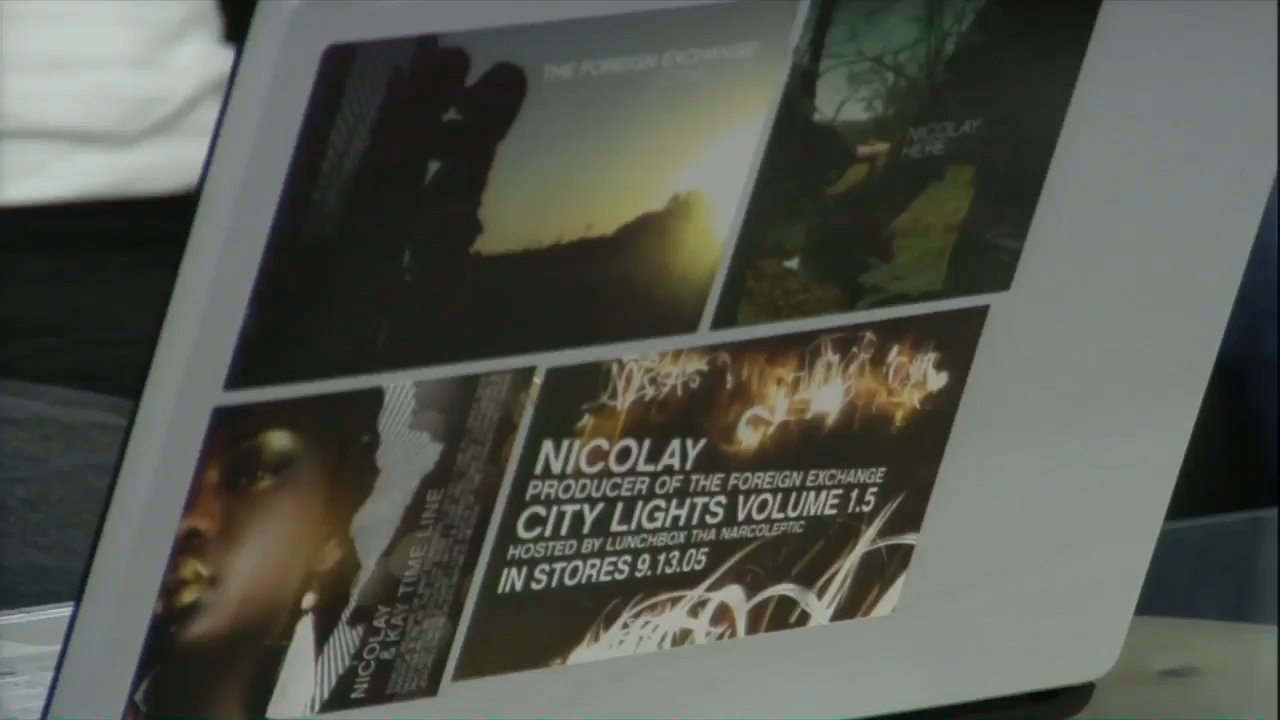 THE FOREIGN EXCHANGE
NICOLAY
HERE
NICOLAY
& KAY TIME LINE
NICOLAY
PRODUCER OF THE FOREIGN EXCHANGE
CITY LIGHTS VOLUME 1.5
HOSTED BY LUNCHBOX THA NARCOLEPTIC
IN STORES 9.13.05